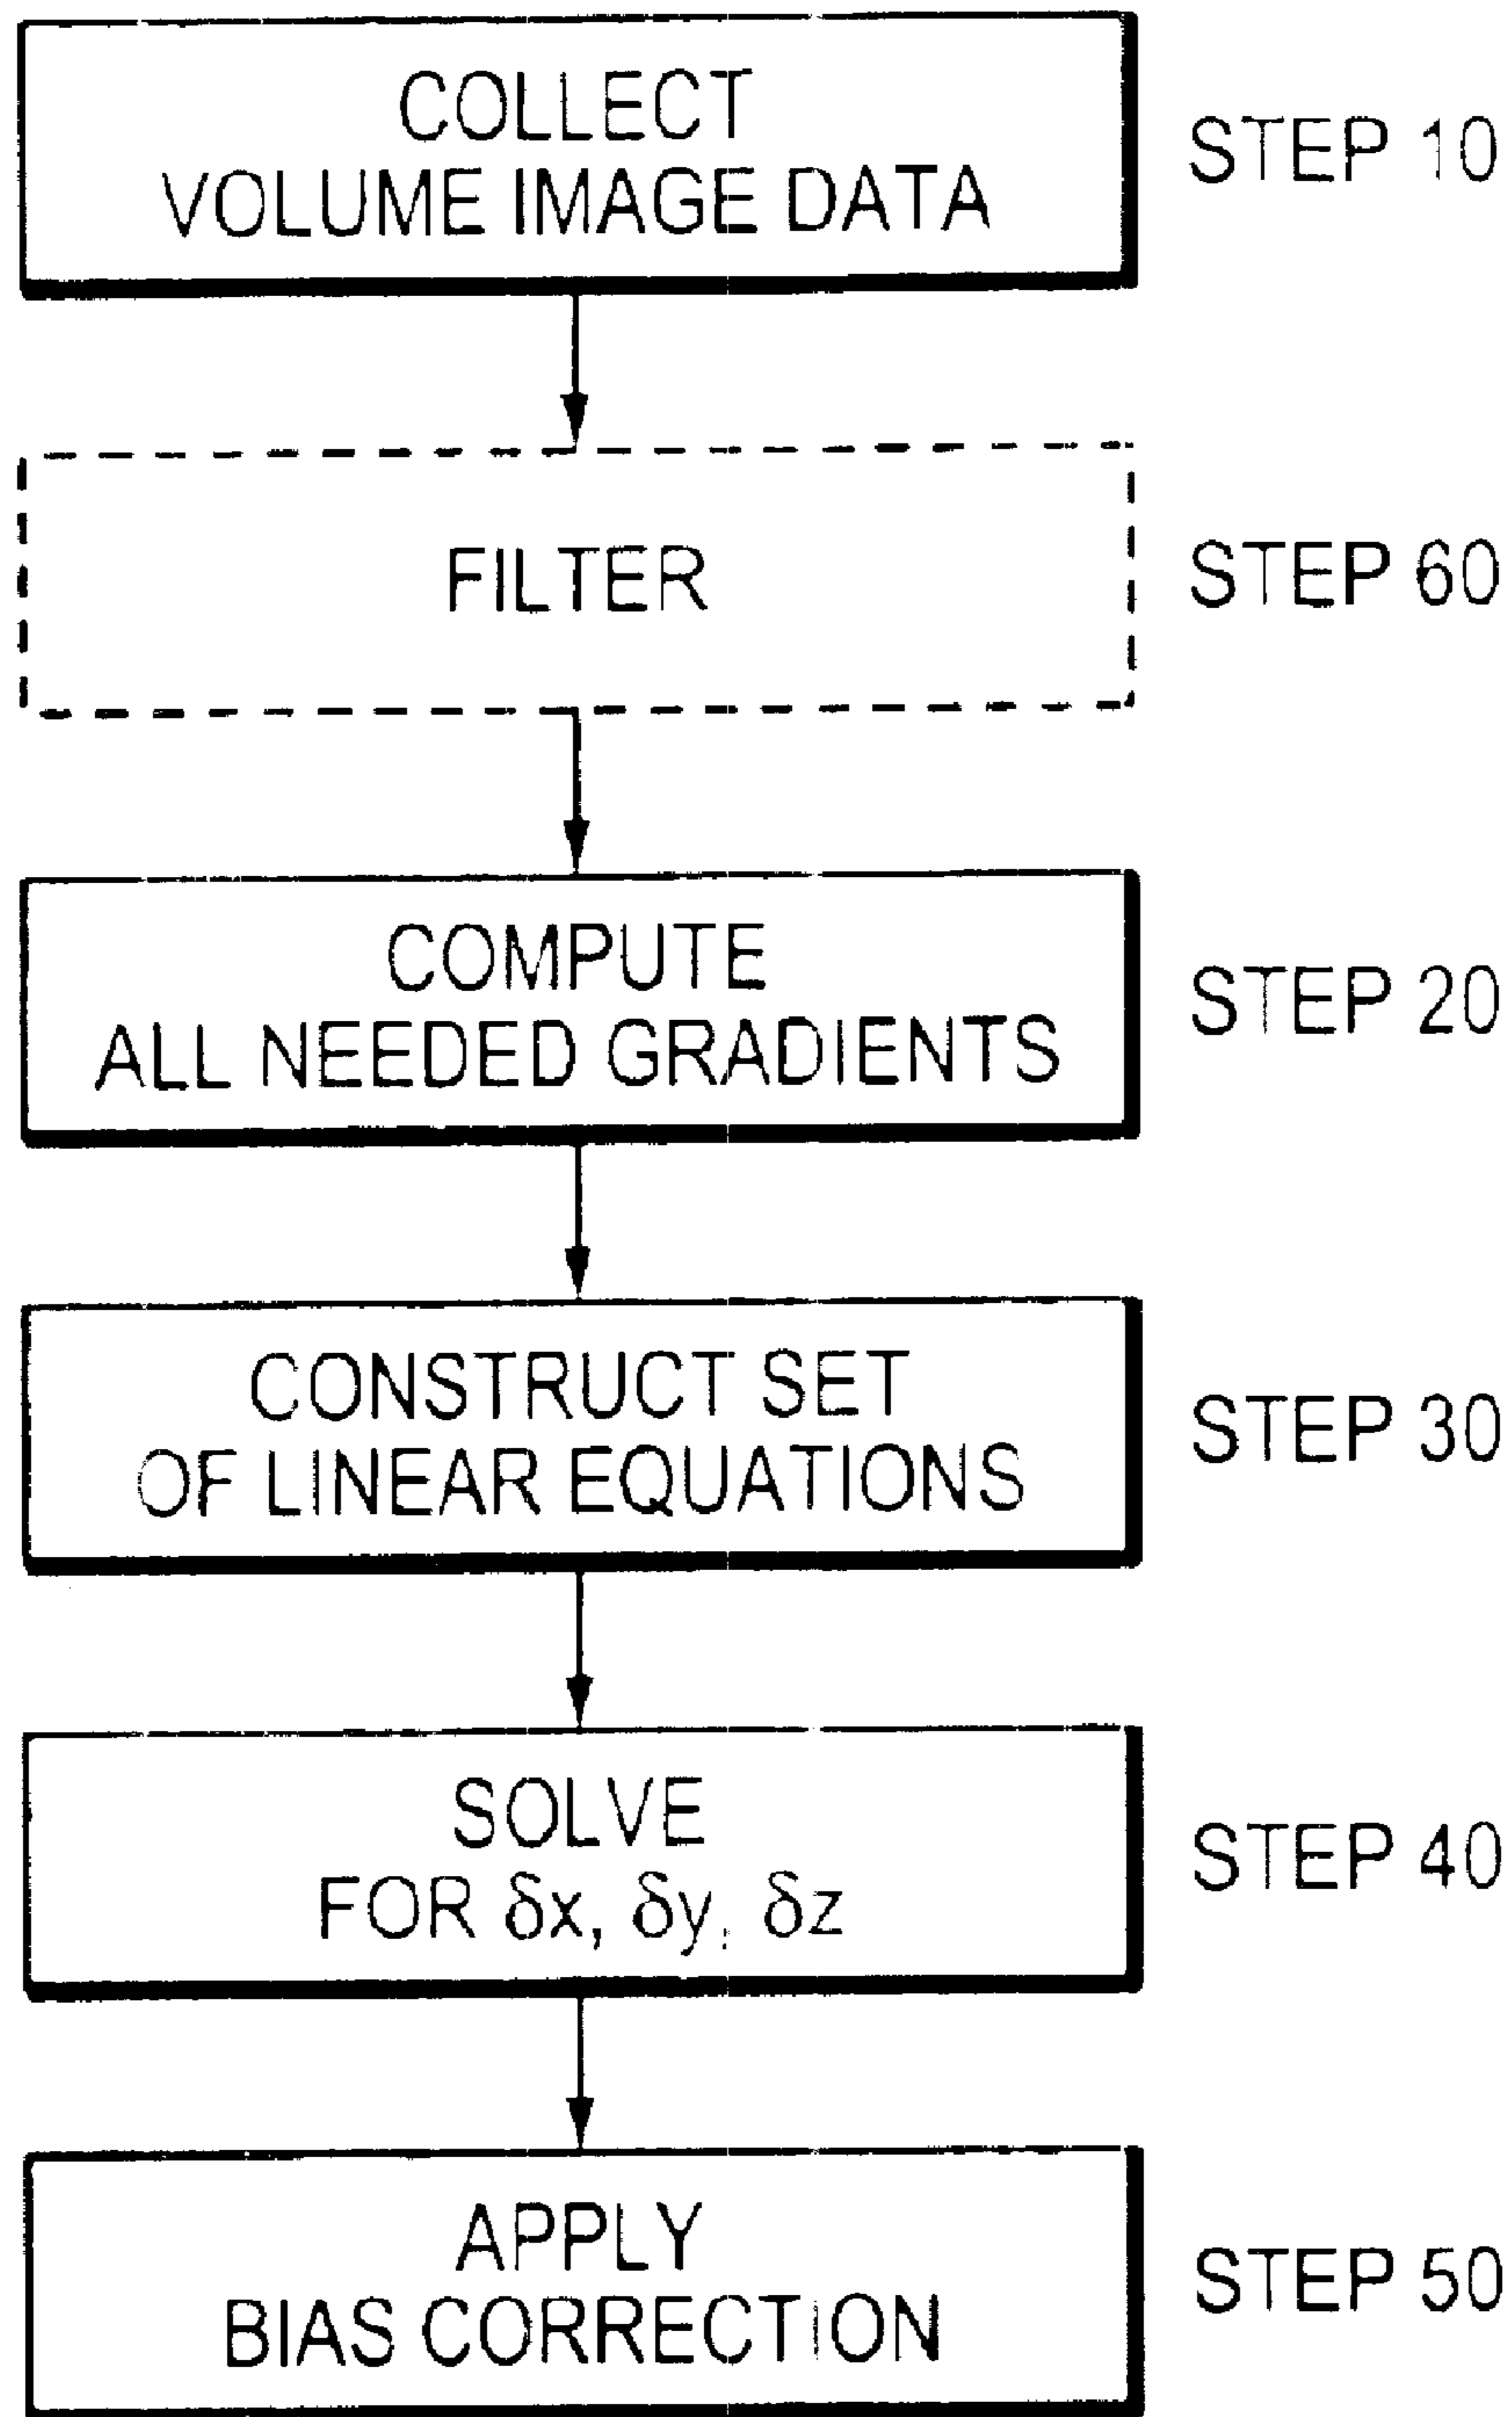 COLLECT
VOLUME IMAGE DATA
STEP 10
FILTER
STEP 60
COMPUTE
ALL NEEDED GRADIENTS
STEP 20
CONSTRUCT SET
OF LINEAR EQUATIONS
STEP 30
SOLVE
FOR δx, δy, δz
STEP 40
APPLY
BIAS CORRECTION
STEP 50